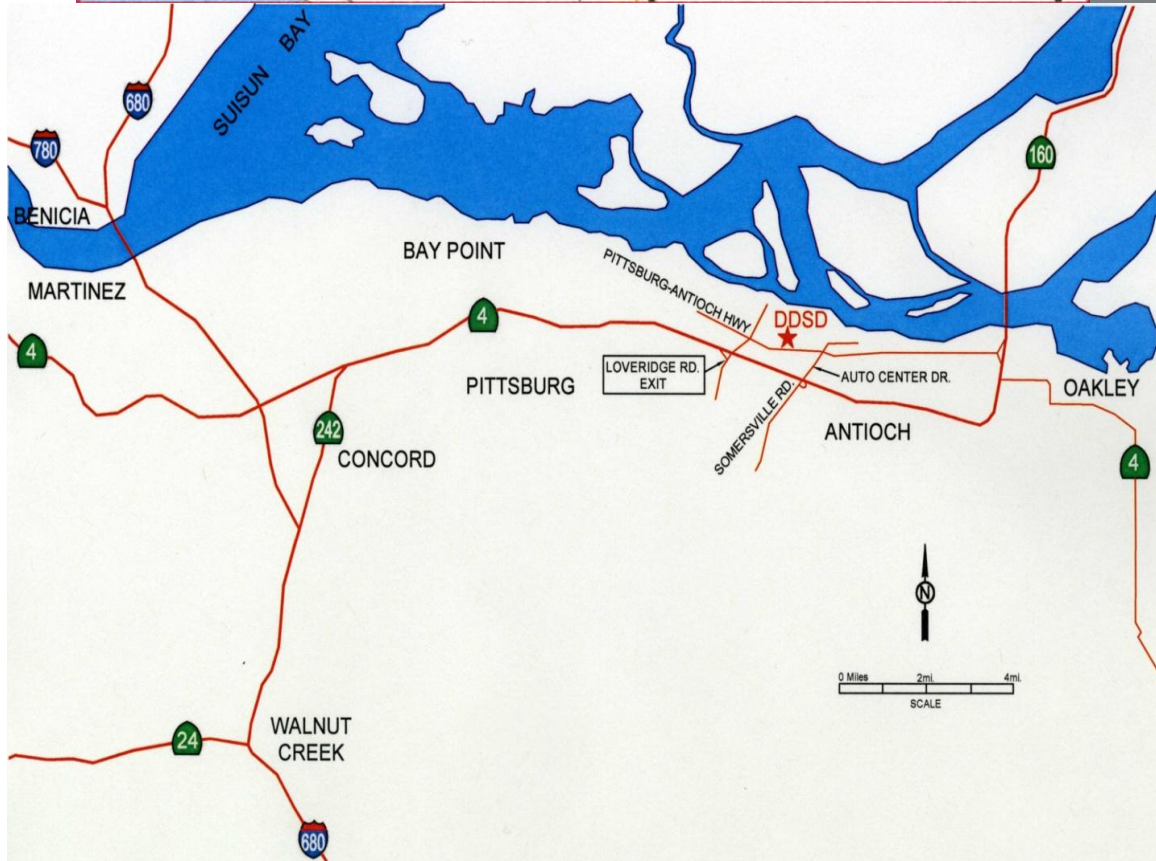 SUISUN BAY
680
780
160
BENICIA
BAY POINT
MARTINEZ
PITTSBURG-ANTIOCH HWY
4
4
DDSD
LOVERIDGE RD.
EXIT
PITTSBURG
AUTO CENTER DR.
OAKLEY
SOMERSVILLE RD.
242
ANTIOCH
CONCORD
4
N
0 Miles 2mi. 4mi.
SCALE
24
WALNUT
CREEK
680